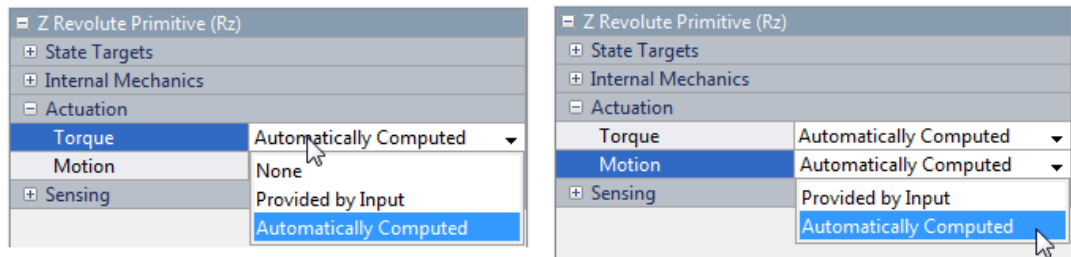 Z Revolute Primitive (Rz)
State Targets
Internal Mechanics
Actuation
Torque Automatically Computed
Motion None
Provided by Input
Sensing
Automatically Computed
Z Revolute Primitive (Rz)
State Targets
Internal Mechanics
Actuation
Torque Automatically Computed
Motion Automatically Computed
Sensing Provided by Input
Automatically Computed